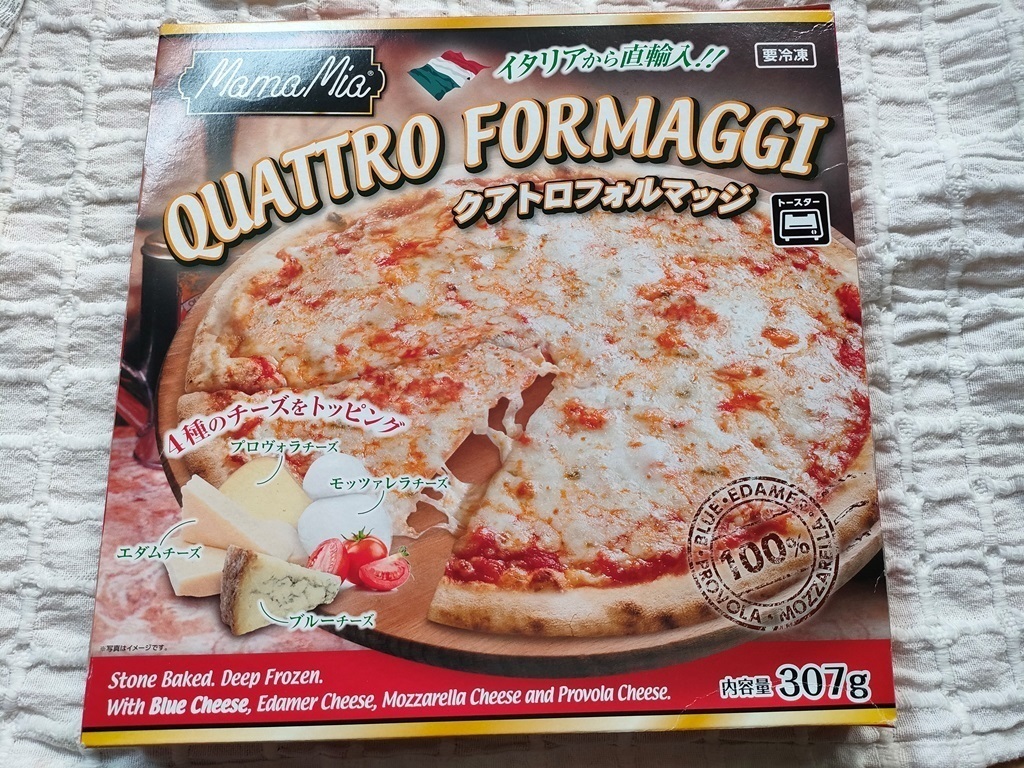 Mama Mia®
イタリアから直輸入!!
要冷凍
QUATTRO FORMAGGI
クアトロフォルマッジ
トースター
4種のチーズをトッピング
プロヴォラチーズ
モッツァレラチーズ
エダムチーズ
ブルーチーズ
BLUE • EDAMER • MOZZARELLA • PROVOLA •
100%
※写真はイメージです。
Stone Baked. Deep Frozen.
With Blue Cheese, Edamer Cheese, Mozzarella Cheese and Provola Cheese.
内容量 307g